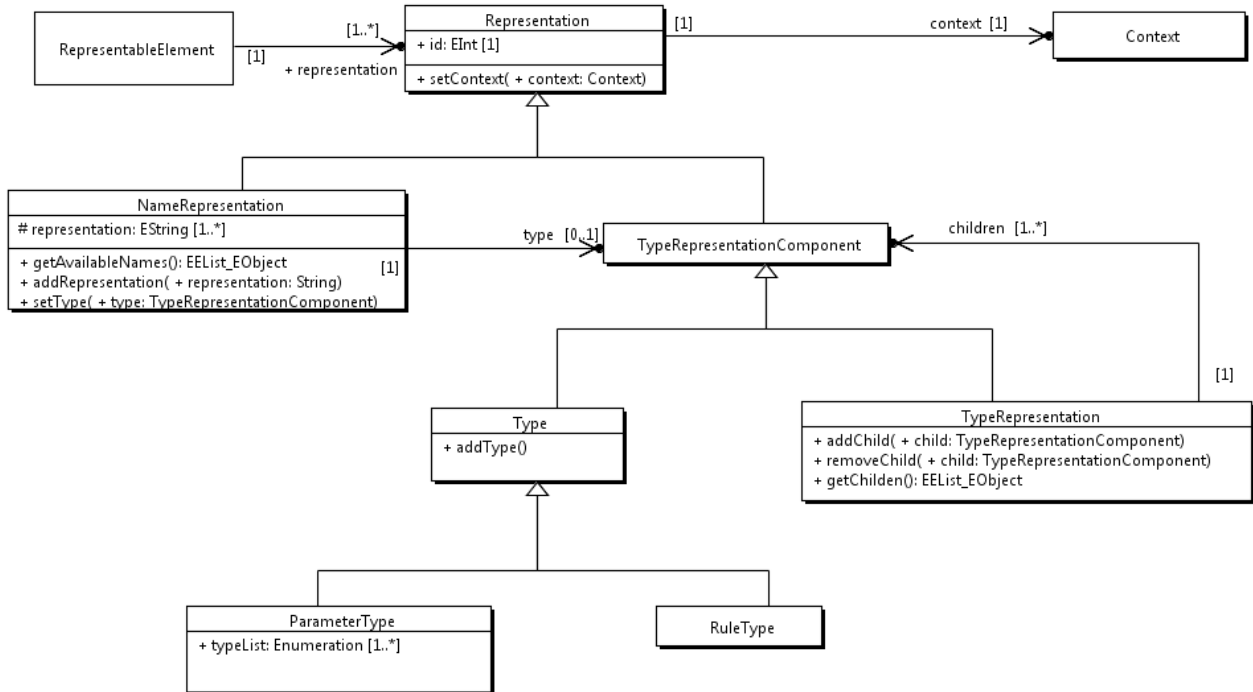 Representation
[1..*]
[1]
context [1]
RepresentableElement
+ id: EInt [1]
Context
[1]
+ representation
+ setContext( + context: Context)
NameRepresentation
# representation: EString [1..*]
type [0..1]
TypeRepresentationComponent
children [1..*]
+ getAvailableNames(): EEList_EObject
[1]
+ addRepresentation( + representation: String)
+ setType( + type: TypeRepresentationComponent)
[1]
Type
+ addType()
TypeRepresentation
+ addChild( + child: TypeRepresentationComponent)
+ removeChild( + child: TypeRepresentationComponent)
+ getChilden(): EEList_EObject
ParameterType
+ typeList: Enumeration [1..*]
RuleType